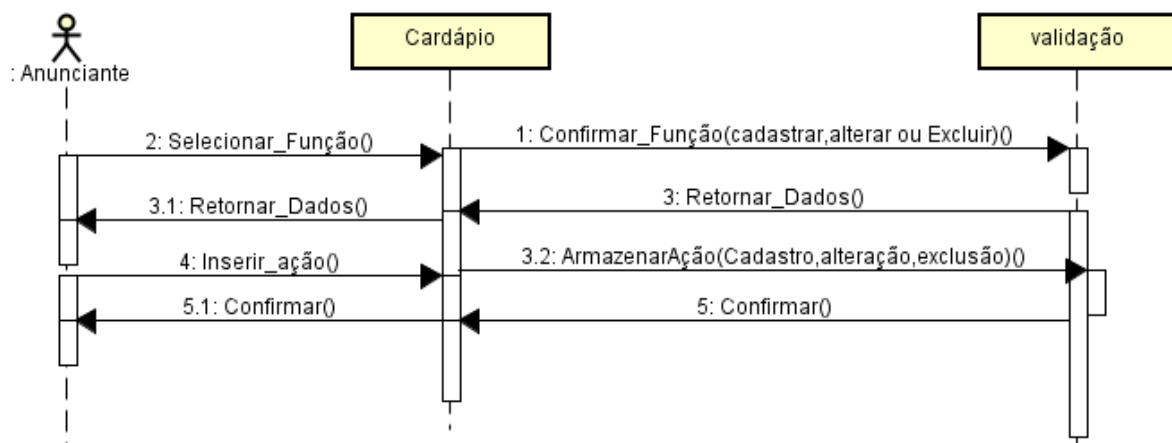 Cardápio
validação
: Anunciante
2: Selecionar_Função()
1: Confirmar_Função(cadastrar,alterar ou Excluir)()
3.1: Retornar_Dados()
3: Retornar_Dados()
4: Inserir_ação()
3.2: ArmazenarAção(Cadastro,alteração,exclusão)()
5.1: Confirmar()
5: Confirmar()